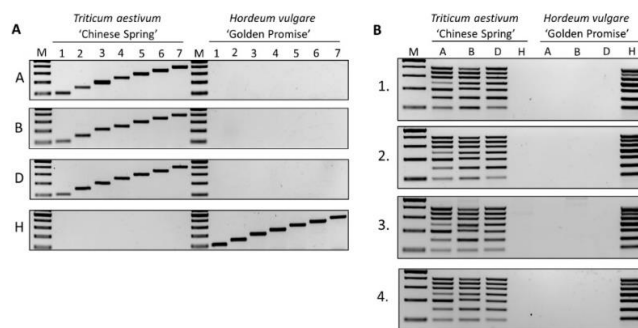 A
Triticum aestivum
'Chinese Spring'
Hordeum vulgare
'Golden Promise'
M 1 2 3 4 5 6 7 M 1 2 3 4 5 6 7
A
B
D
H
B
Triticum aestivum
'Chinese Spring'
Hordeum vulgare
'Golden Promise'
M A B D H A B D H
1.
2.
3.
4.